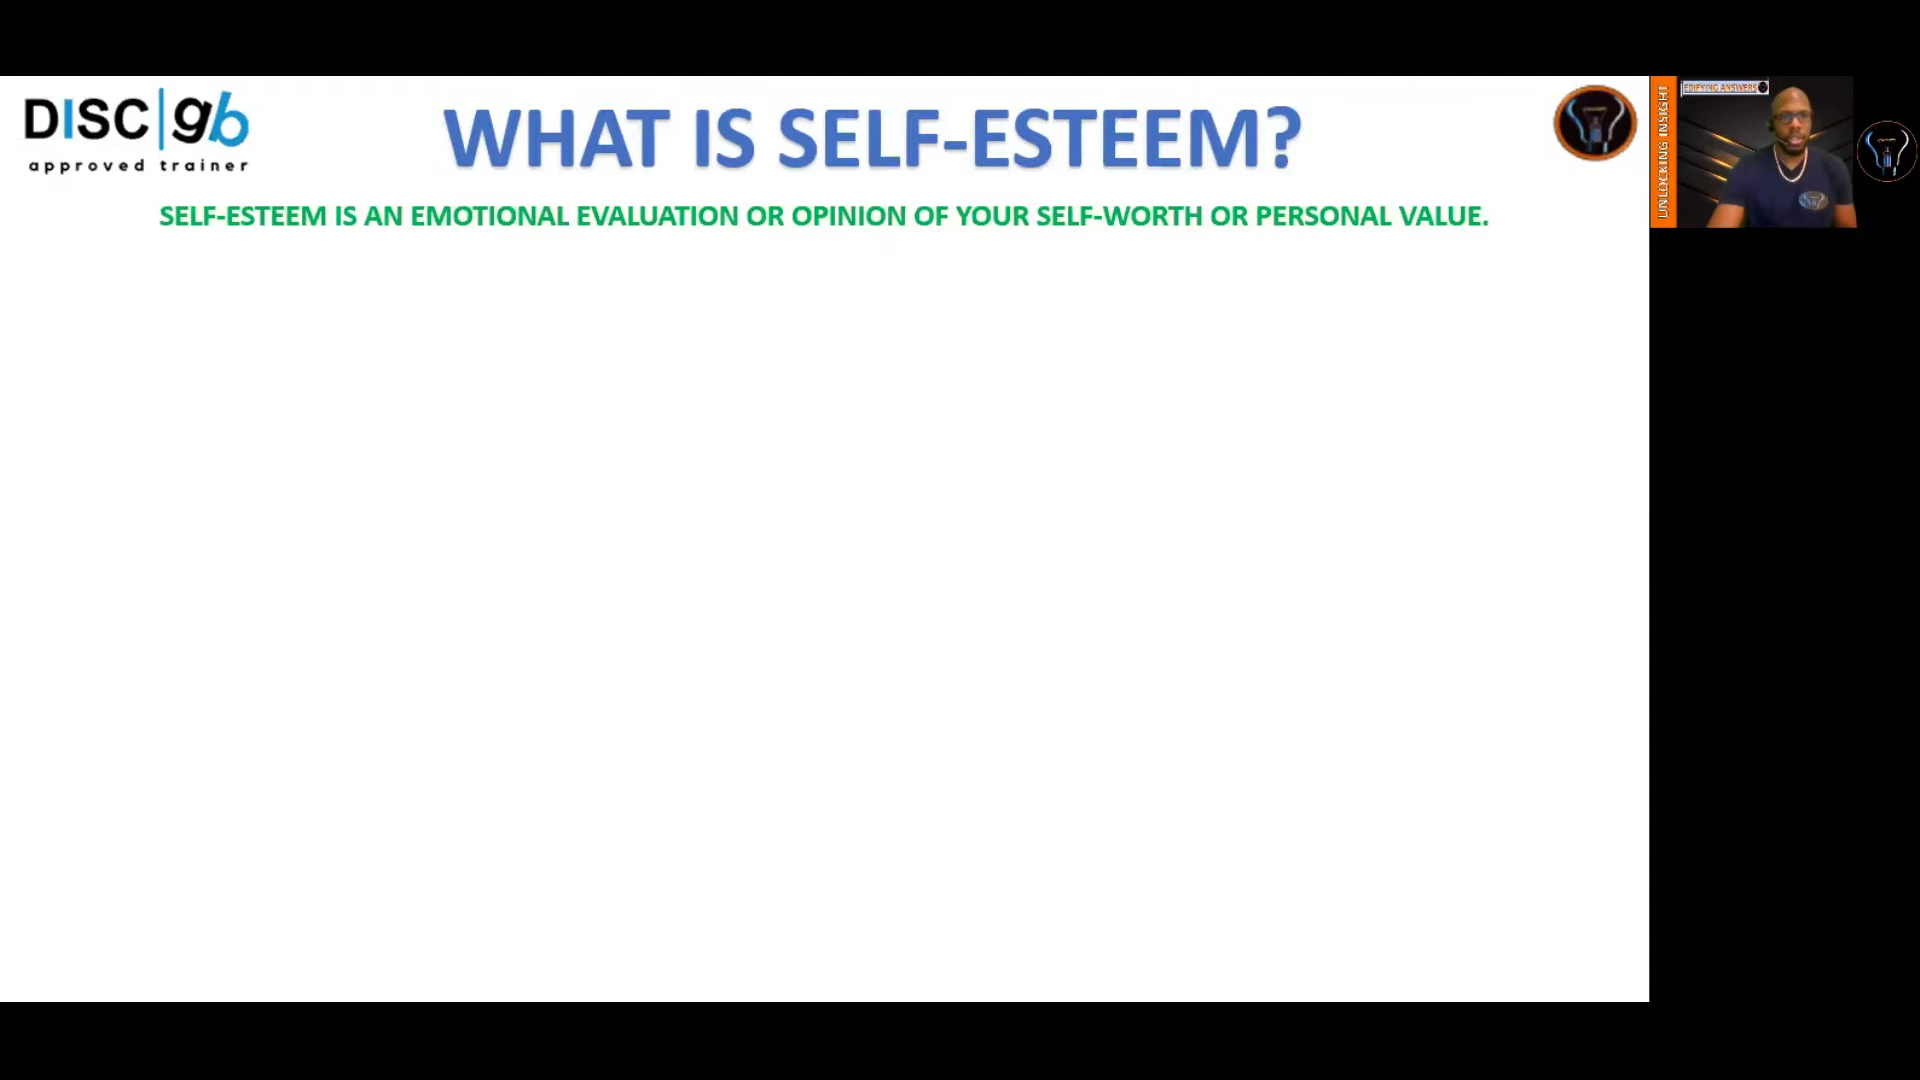 DISC|gb
approved trainer
WHAT IS SELF-ESTEEM?
SELF-ESTEEM IS AN EMOTIONAL EVALUATION OR OPINION OF YOUR SELF-WORTH OR PERSONAL VALUE.
UNLOCKING INSIGHT
EDIFYING ANSWERS